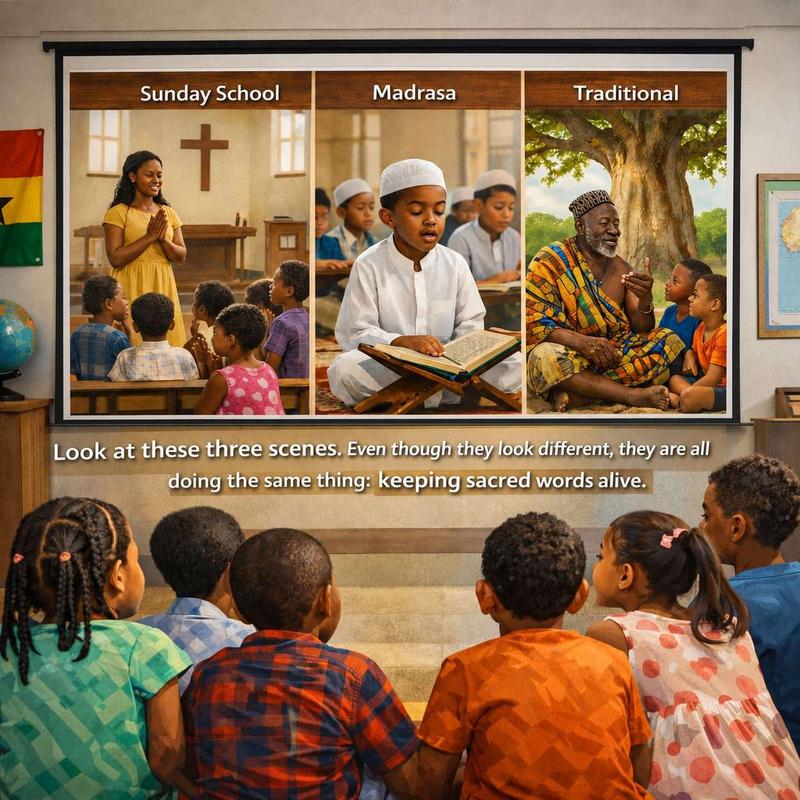 Sunday School
Madrasa
Traditional
Look at these three scenes. Even though they look different, they are all
doing the same thing: keeping sacred words alive.